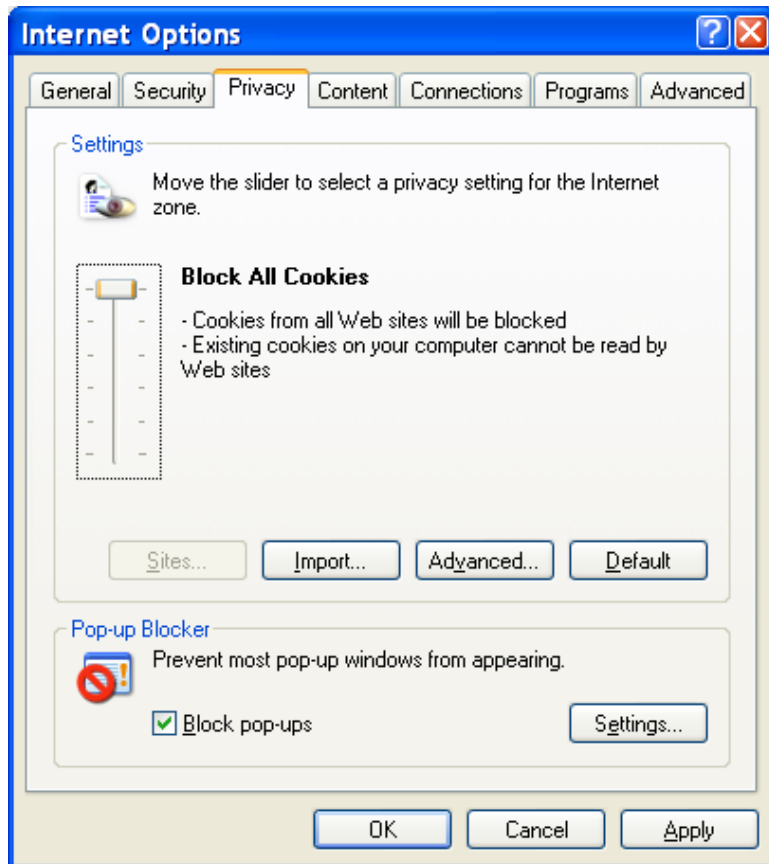 Internet Options
General Security Privacy Content Connections Programs Advanced
Settings
Move the slider to select a privacy setting for the Internet
zone.
Block All Cookies
- Cookies from all Web sites will be blocked
- Existing cookies on your computer cannot be read by
Web sites
Sites... Import... Advanced... Default
Pop-up Blocker
Prevent most pop-up windows from appearing.
Block pop-ups Settings...
OK Cancel Apply